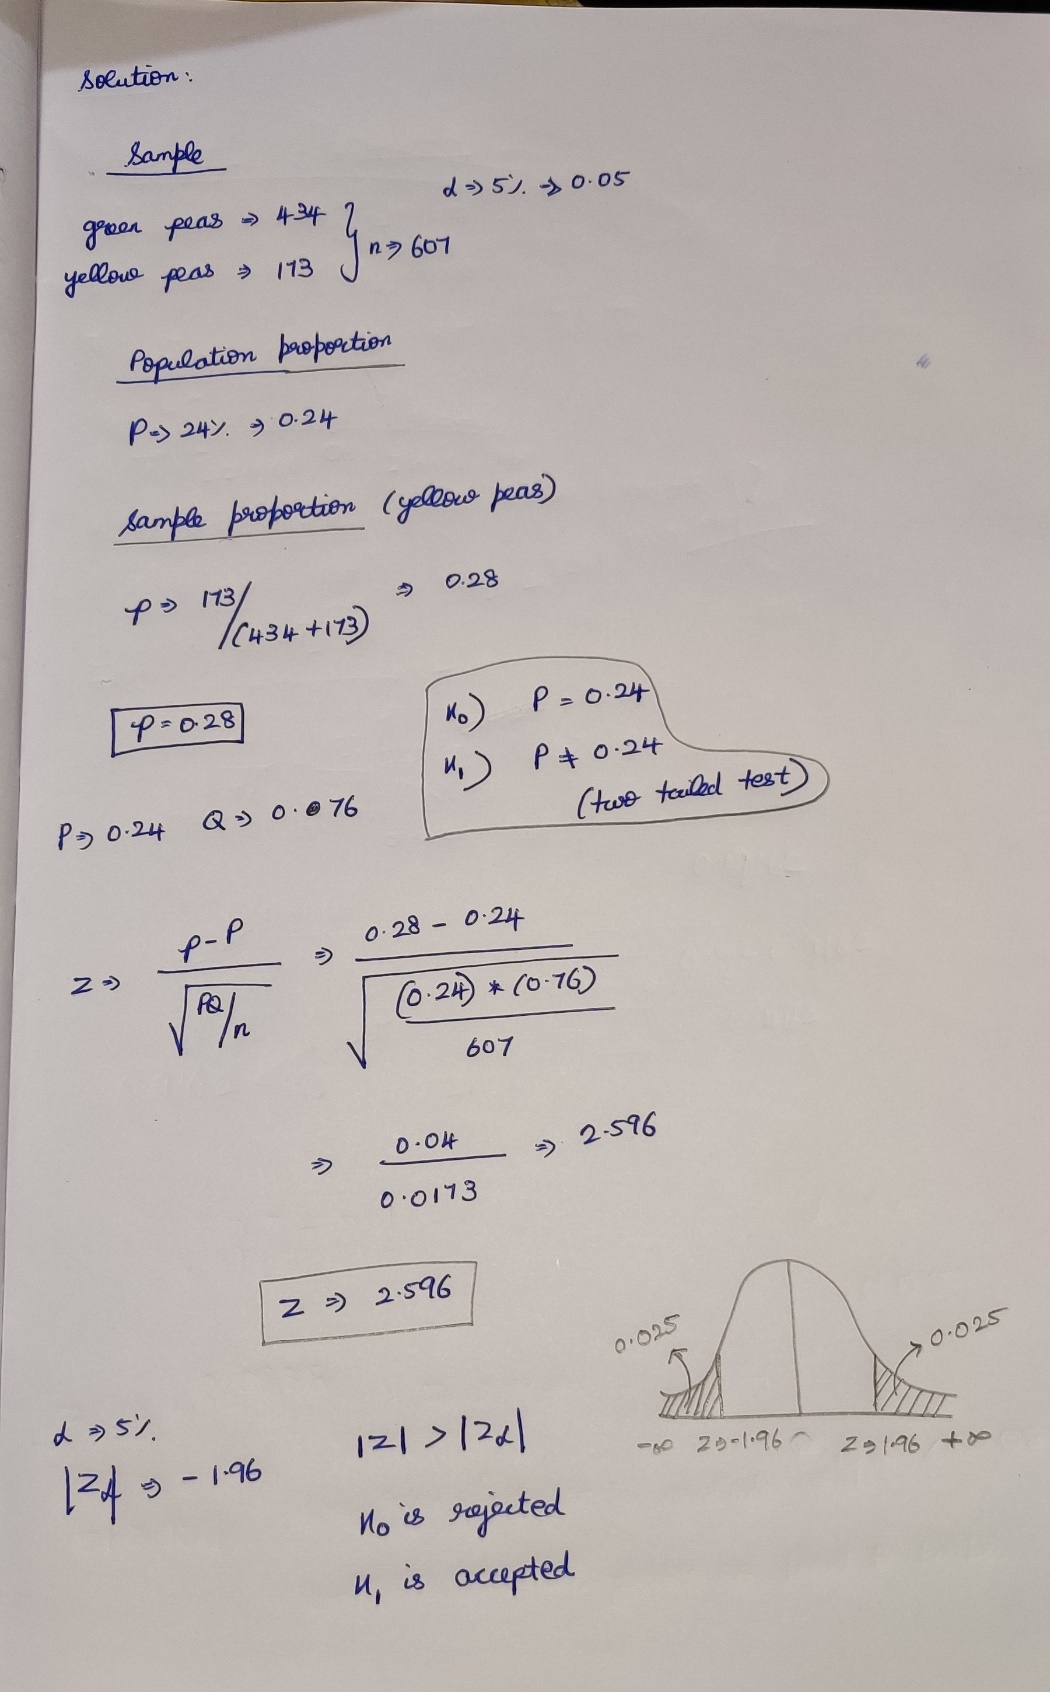 Solution:
Sample
α ⇒ 5% ⇒ 0.05
green peas ⇒ 434
yellow peas ⇒ 173
} n ⇒ 607
Population proportion
P ⇒ 24% ⇒ 0.24
Sample proportion (yellow peas)
p ⇒ 173/(434+173) ⇒ 0.28
p = 0.28
H₀) P = 0.24
H₁) P ≠ 0.24
(two tailed test)
P ⇒ 0.24 Q ⇒ 0.76
Z ⇒ p-P / √PQ/n ⇒ 0.28 - 0.24 / √(0.24) * (0.76) / 607
⇒ 0.04 / 0.0173 ⇒ 2.596
Z ⇒ 2.596
0.025 0.025
-∞ Z ⇒ -1.96 Z ⇒ 1.96 +∞
α ⇒ 5%
|Zα| ⇒ -1.96
|Z| > |Zα|
H₀ is rejected
H₁ is accepted